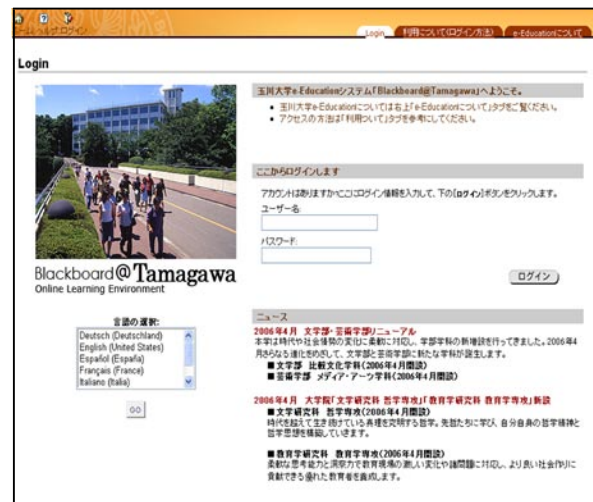 Login
利用について(ログイン方法)
e-Educationについて
Login
玉川大学e-Educationシステム「Blackboard@Tamagawa」へようこそ。
玉川大学e-Educationについては右上「e-Educationについて」タブをご覧ください。
アクセスの方法は「利用ついて」タブを参考にしてください。
ここからログインします
アカウントはありますか?ここにログイン情報を入力して、下の[ログイン]ボタンをクリックします。
ユーザー名:
パスワード:
ログイン
Blackboard@Tamagawa
Online Learning Environment
言語の選択:
Deutsch (Deutschland)
English (United States)
Español (España)
Français (France)
Italiano (Italia)
GO
ニュース
2006年4月 文学部・芸術学部リニューアル
本学は時代や社会情勢の変化に柔軟に対応し、学部学科の新増設を行ってきました。2006年4
月さらなる進化をめざして、文学部と芸術学部に新たな学科が誕生します。
■文学部 比較文化学科(2006年4月開設)
■芸術学部 メディア・アーツ学科(2006年4月開設)
2006年4月 大学院「文学研究科 哲学専攻」「教育学研究科 教育学専攻」新設
■文学研究科 哲学専攻(2006年4月開設)
時代を超えて生き続けている真理を究明する哲学。先哲たちに学び、自分自身の哲学精神と
哲学思想を構築していきます。
■教育学研究科 教育学専攻(2006年4月開設)
柔軟な思考能力と洞察力で教育現場の激しい変化や諸問題に対応し、より良い社会作りに
貢献できる優れた教育者を養成します。